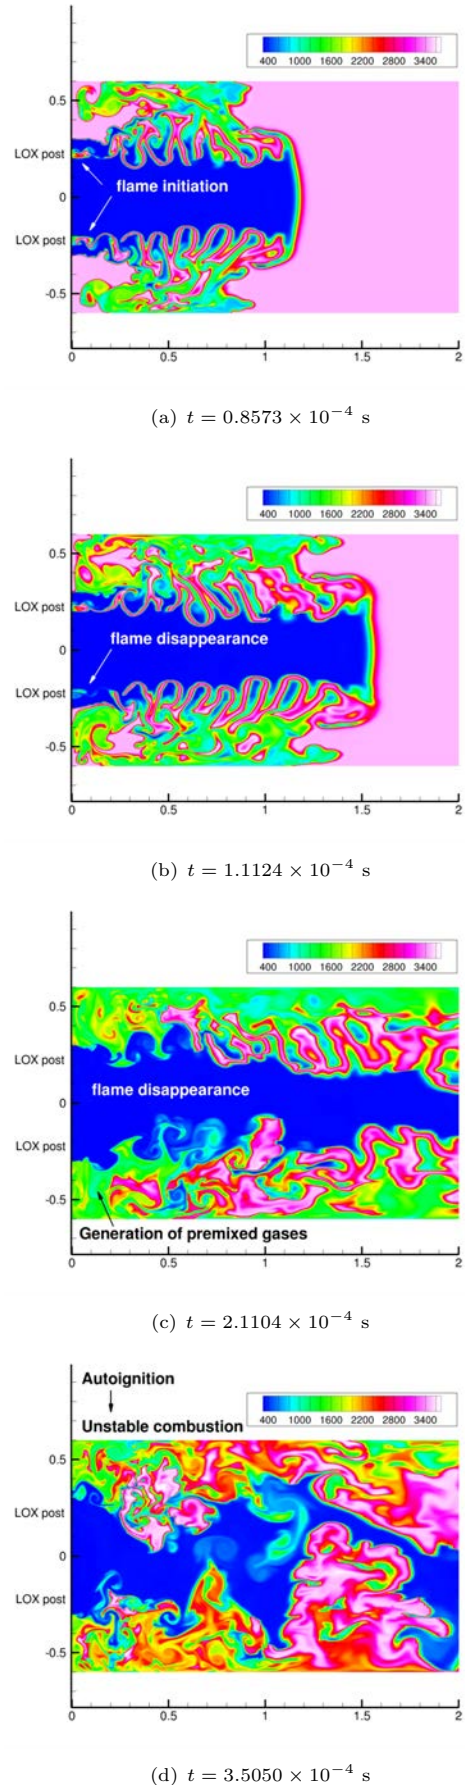 400 1000 1600 2200 2800 3400
0.5
LOX post
flame initiation
0
LOX post
-0.5
0 0.5 1 1.5 2
(a) t = 0.8573 × 10⁻⁴ s
400 1000 1600 2200 2800 3400
0.5
LOX post
flame disappearance
0
LOX post
-0.5
0 0.5 1 1.5 2
(b) t = 1.1124 × 10⁻⁴ s
400 1000 1600 2200 2800 3400
0.5
LOX post
flame disappearance
0
LOX post
-0.5
Generation of premixed gases
0 0.5 1 1.5 2
(c) t = 2.1104 × 10⁻⁴ s
Autoignition
400 1000 1600 2200 2800 3400
Unstable combustion
0.5
LOX post
0
LOX post
-0.5
0 0.5 1 1.5 2
(d) t = 3.5050 × 10⁻⁴ s